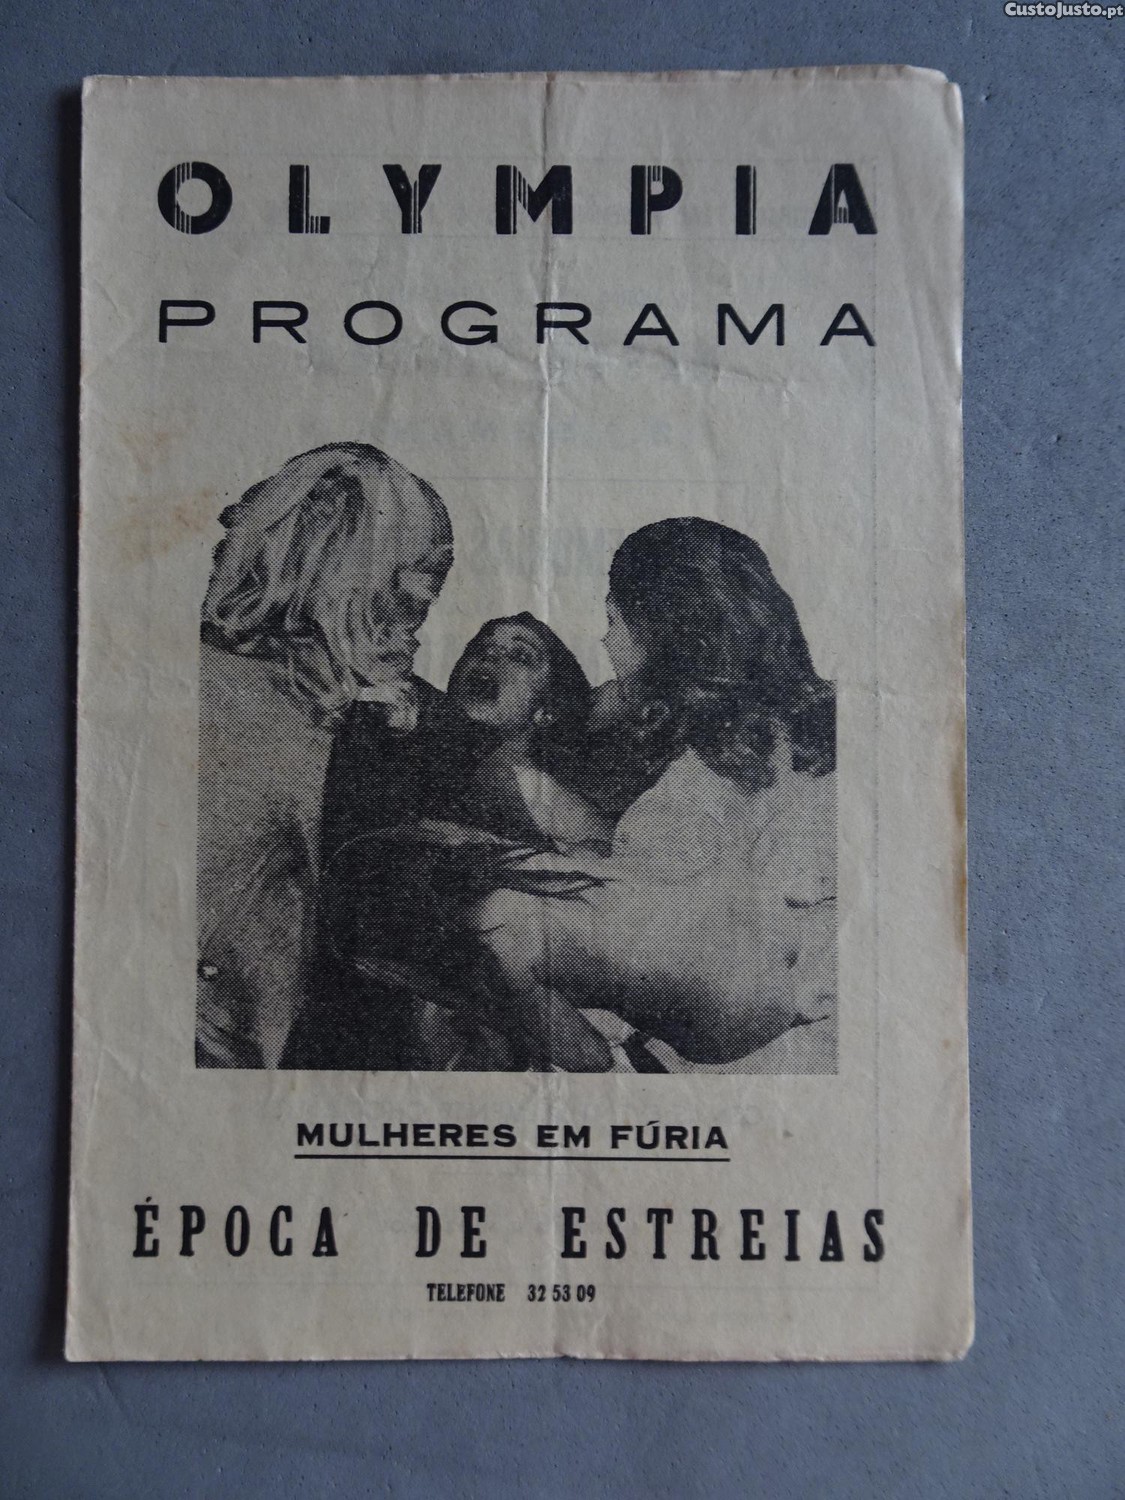 CustoJusto.pt
OLYMPIA
PROGRAMA
MULHERES EM FÚRIA
ÉPOCA DE ESTREIAS
TELEFONE 32 53 09